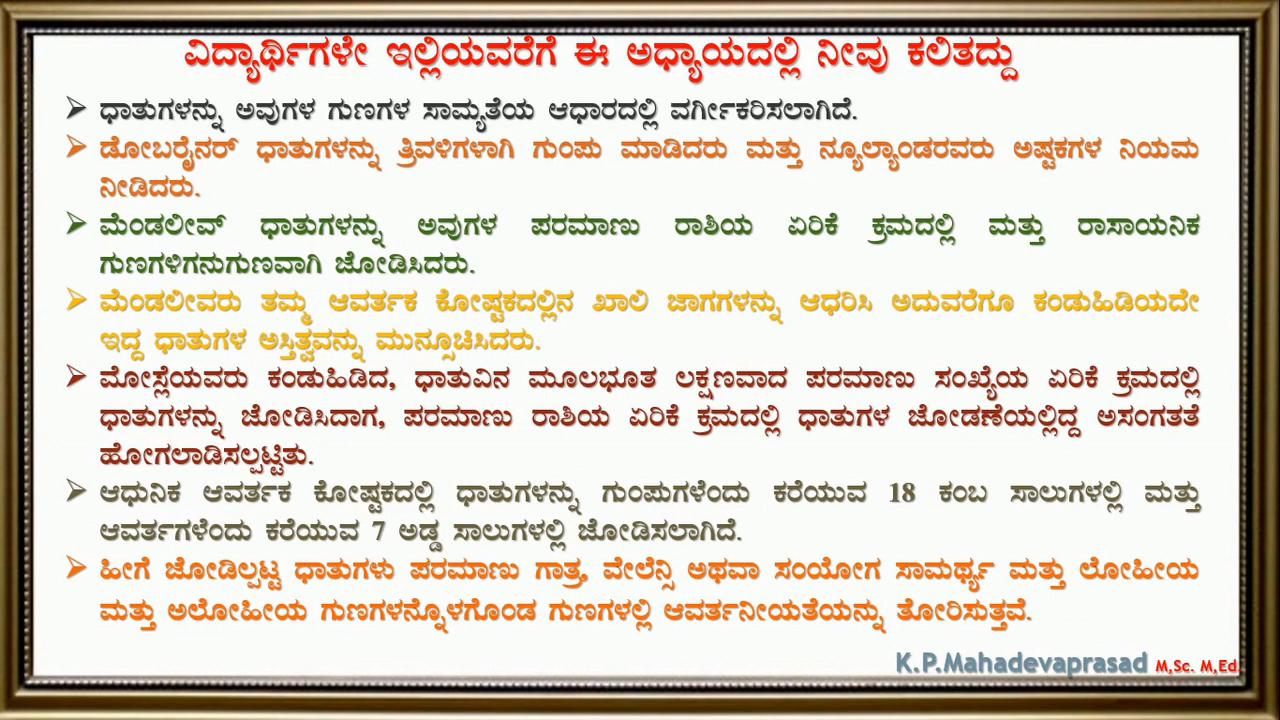 ವಿದ್ಯಾರ್ಥಿಗಳೇ ಇಲ್ಲಿಯವರೆಗೆ ಈ ಅಧ್ಯಾಯದಲ್ಲಿ ನೀವು ಕಲಿತದ್ದು
➢ ಧಾತುಗಳನ್ನು ಅವುಗಳ ಗುಣಗಳ ಸಾಮ್ಯತೆಯ ಆಧಾರದಲ್ಲಿ ವರ್ಗೀಕರಿಸಲಾಗಿದೆ.
➢ ಡೋಬರೈನರ್ ಧಾತುಗಳನ್ನು ತ್ರಿವಳಿಗಳಾಗಿ ಗುಂಪು ಮಾಡಿದರು ಮತ್ತು ನ್ಯೂಲ್ಯಾಂಡರವರು ಅಷ್ಟಕಗಳ ನಿಯಮ
ನೀಡಿದರು.
➢ ಮೆಂಡಲೀವ್ ಧಾತುಗಳನ್ನು ಅವುಗಳ ಪರಮಾಣು ರಾಶಿಯ ಏರಿಕೆ ಕ್ರಮದಲ್ಲಿ ಮತ್ತು ರಾಸಾಯನಿಕ
ಗುಣಗಳಿಗನುಗುಣವಾಗಿ ಜೋಡಿಸಿದರು.
➢ ಮೆಂಡಲೀವರು ತಮ್ಮ ಆವರ್ತಕ ಕೋಷ್ಟಕದಲ್ಲಿನ ಖಾಲಿ ಜಾಗಗಳನ್ನು ಆಧರಿಸಿ ಅದುವರೆಗೂ ಕಂಡುಹಿಡಿಯದೇ
ಇದ್ದ ಧಾತುಗಳ ಅಸ್ತಿತ್ವವನ್ನು ಮುನ್ಸೂಚಿಸಿದರು.
➢ ಮೋಸ್ಲೆಯವರು ಕಂಡುಹಿಡಿದ, ಧಾತುವಿನ ಮೂಲಭೂತ ಲಕ್ಷಣವಾದ ಪರಮಾಣು ಸಂಖ್ಯೆಯ ಏರಿಕೆ ಕ್ರಮದಲ್ಲಿ
ಧಾತುಗಳನ್ನು ಜೋಡಿಸಿದಾಗ, ಪರಮಾಣು ರಾಶಿಯ ಏರಿಕೆ ಕ್ರಮದಲ್ಲಿ ಧಾತುಗಳ ಜೋಡಣೆಯಲ್ಲಿದ್ದ ಅಸಂಗತತೆ
ಹೋಗಲಾಡಿಸಲ್ಪಟ್ಟಿತು.
➢ ಆಧುನಿಕ ಆವರ್ತಕ ಕೋಷ್ಟಕದಲ್ಲಿ ಧಾತುಗಳನ್ನು ಗುಂಪುಗಳೆಂದು ಕರೆಯುವ 18 ಕಂಬ ಸಾಲುಗಳಲ್ಲಿ ಮತ್ತು
ಆವರ್ತಗಳೆಂದು ಕರೆಯುವ 7 ಅಡ್ಡ ಸಾಲುಗಳಲ್ಲಿ ಜೋಡಿಸಲಾಗಿದೆ.
➢ ಹೀಗೆ ಜೋಡಿಲ್ಪಟ್ಟ ಧಾತುಗಳು ಪರಮಾಣು ಗಾತ್ರ, ವೇಲೆನ್ಸಿ ಅಥವಾ ಸಂಯೋಗ ಸಾಮರ್ಥ್ಯ ಮತ್ತು ಲೋಹೀಯ
ಮತ್ತು ಅಲೋಹೀಯ ಗುಣಗಳನ್ನೊಳಗೊಂಡ ಗುಣಗಳಲ್ಲಿ ಆವರ್ತನೀಯತೆಯನ್ನು ತೋರಿಸುತ್ತವೆ.
K.P.Mahadevaprasad M,Sc. M,Ed.